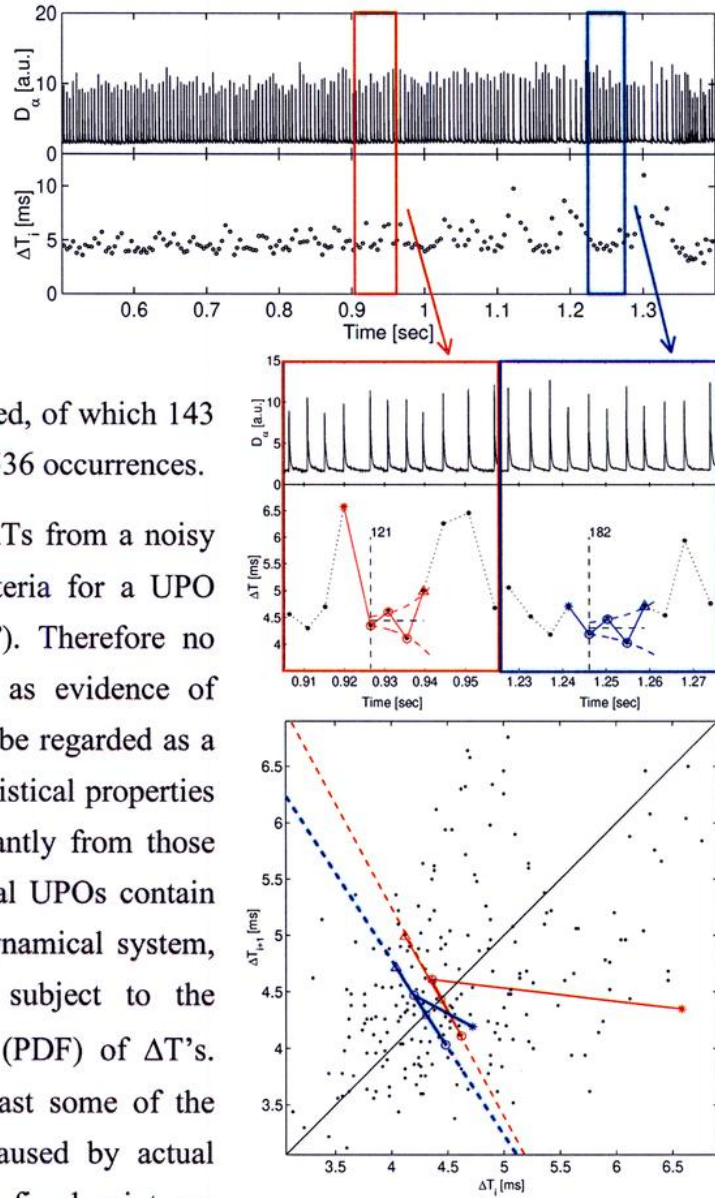 20
10
0
D_α [a.u.]
10
5
0
ΔT_i [ms]
0.6 0.7 0.8 0.9 1 1.1 1.2 1.3
Time [sec]
ed, of which 143
36 occurrences.
Ts from a noisy
teria for a UPO
). Therefore no
as evidence of
be regarded as a
istical properties
antly from those
al UPOs contain
ynamical system,
subject to the
(PDF) of ΔT's.
ast some of the
aused by actual
15
10
5
0
D_α [a.u.]
6.5
6
5.5
5
4.5
4
ΔT [ms]
121
182
0.91 0.92 0.93 0.94 0.95
Time [sec]
1.23 1.24 1.25 1.26 1.27
Time [sec]
6.5
6
5.5
5
4.5
4
3.5
ΔT_{i+1} [ms]
3.5 4 4.5 5 5.5 6 6.5
ΔT_i [ms]